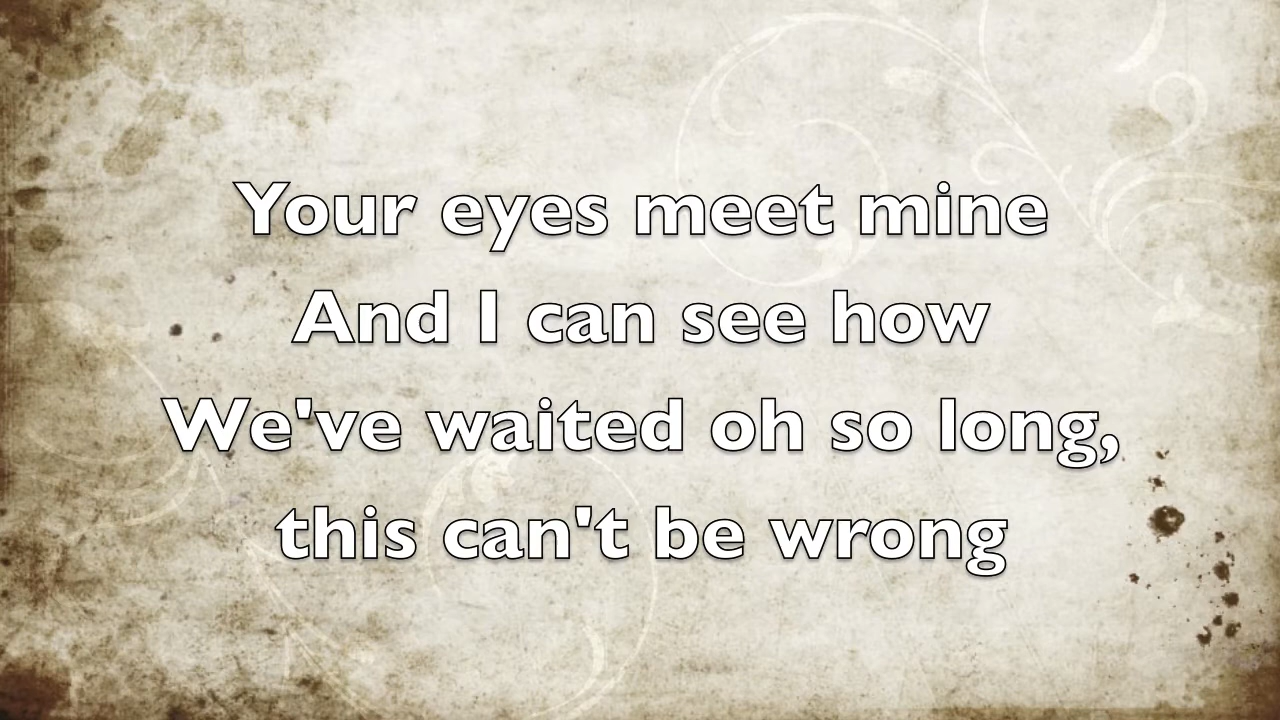 Your eyes meet mine
And I can see how
We've waited oh so long,
this can't be wrong